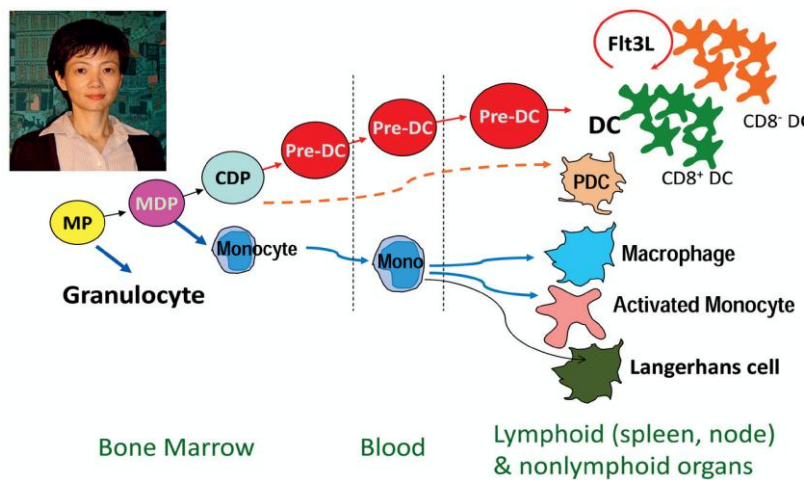 Flt3L
CD8⁻ DC
DC
CD8⁺ DC
Pre-DC
Pre-DC
Pre-DC
CDP
MDP
MP
PDC
Monocyte
Mono
Macrophage
Granulocyte
Activated Monocyte
Langerhans cell
Bone Marrow
Blood
Lymphoid (spleen, node)
& nonlymphoid organs